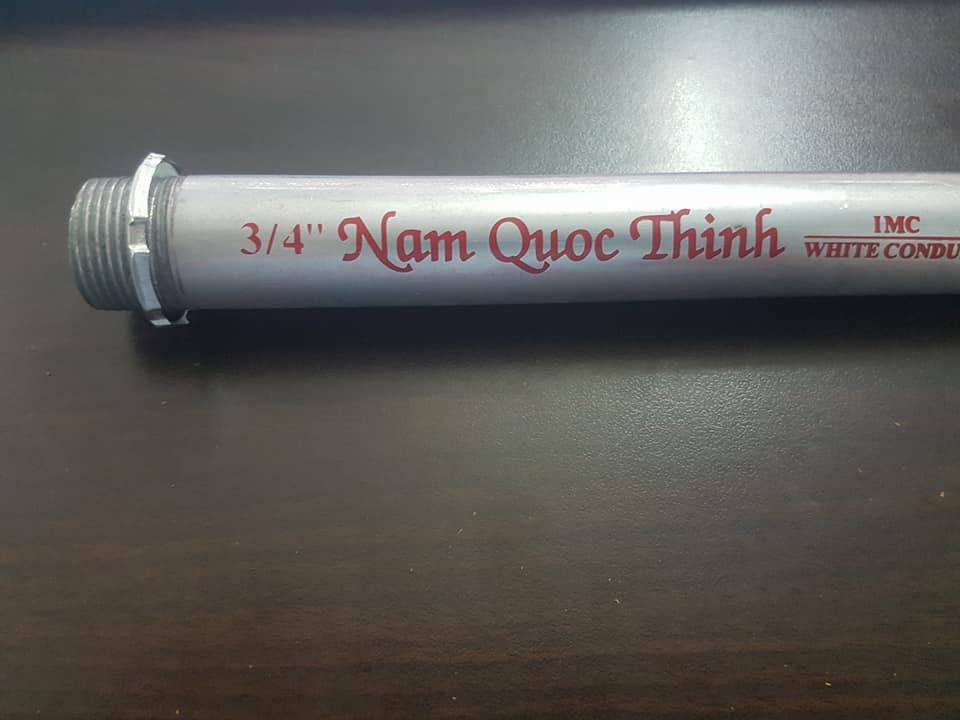 3/4" Nam Quoc Thinh
IMC
WHITE CONDU